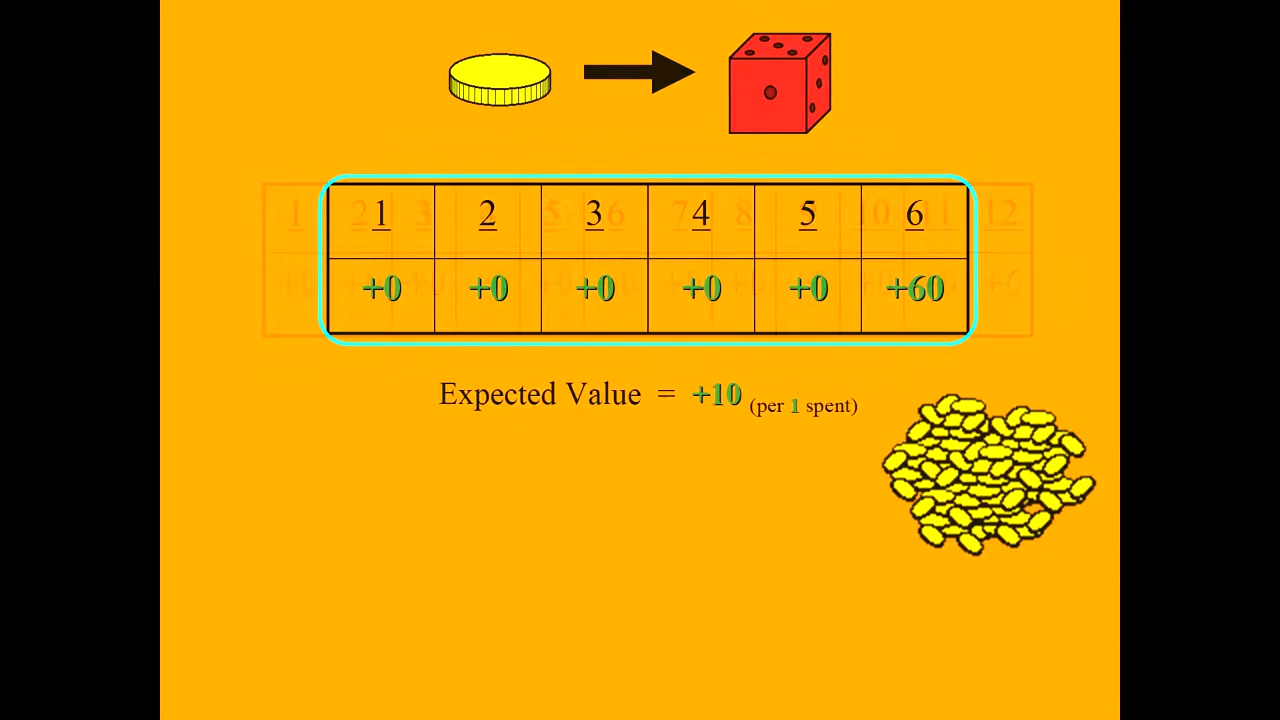 1 2 3 4 5 6
+0 +0 +0 +0 +0 +60
Expected Value = +10 (per 1 spent)